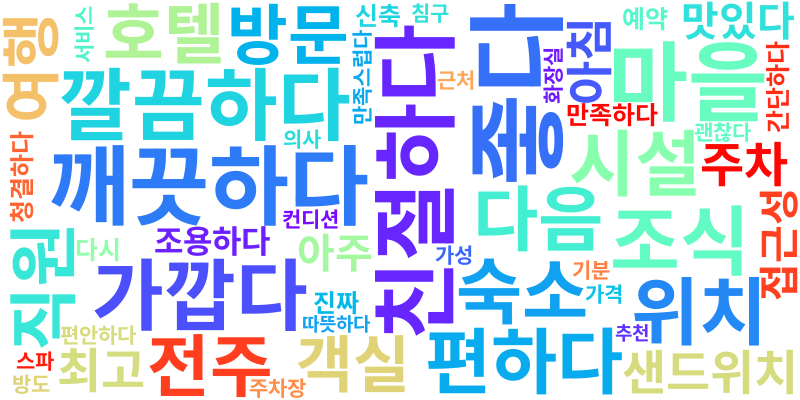 여행
서비스
호텔
방문
신축
침구
예약
맛있다
깔끔하다
만족스럽다
친절하다
근처
좋다
화장실
아침
마을
만족하다
간단하다
괜찮다
의사
청결하다
깨끗하다
시설
주차
직원
다시
조용하다
컨디션
아주
다음
조식
접근성
가깝다
가성
숙소
기분
가격
위치
진짜
따뜻하다
편안하다
스파
방도
최고
전주
주차장
객실
편하다
추천
샌드위치